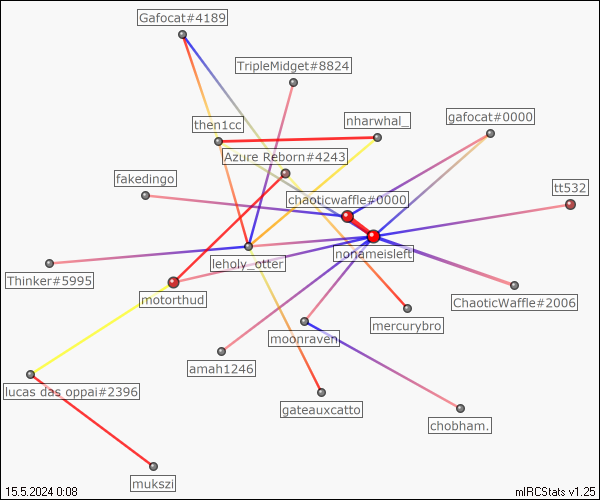 Gafocat#4189
TripleMidget#8824
nharwhal_
gafocat#0000
then1cc
Azure Reborn#4243
fakedingo
chaoticwaffle#0000
tt532
nonameisleft
leholy_otter
Thinker#5995
motorthud
ChaoticWaffle#2006
mercurybro
moonraven
amah1246
lucas das oppai#2396
gateauxcatto
chobham.
mukszi
15.5.2024 0:08
mIRCStats v1.25